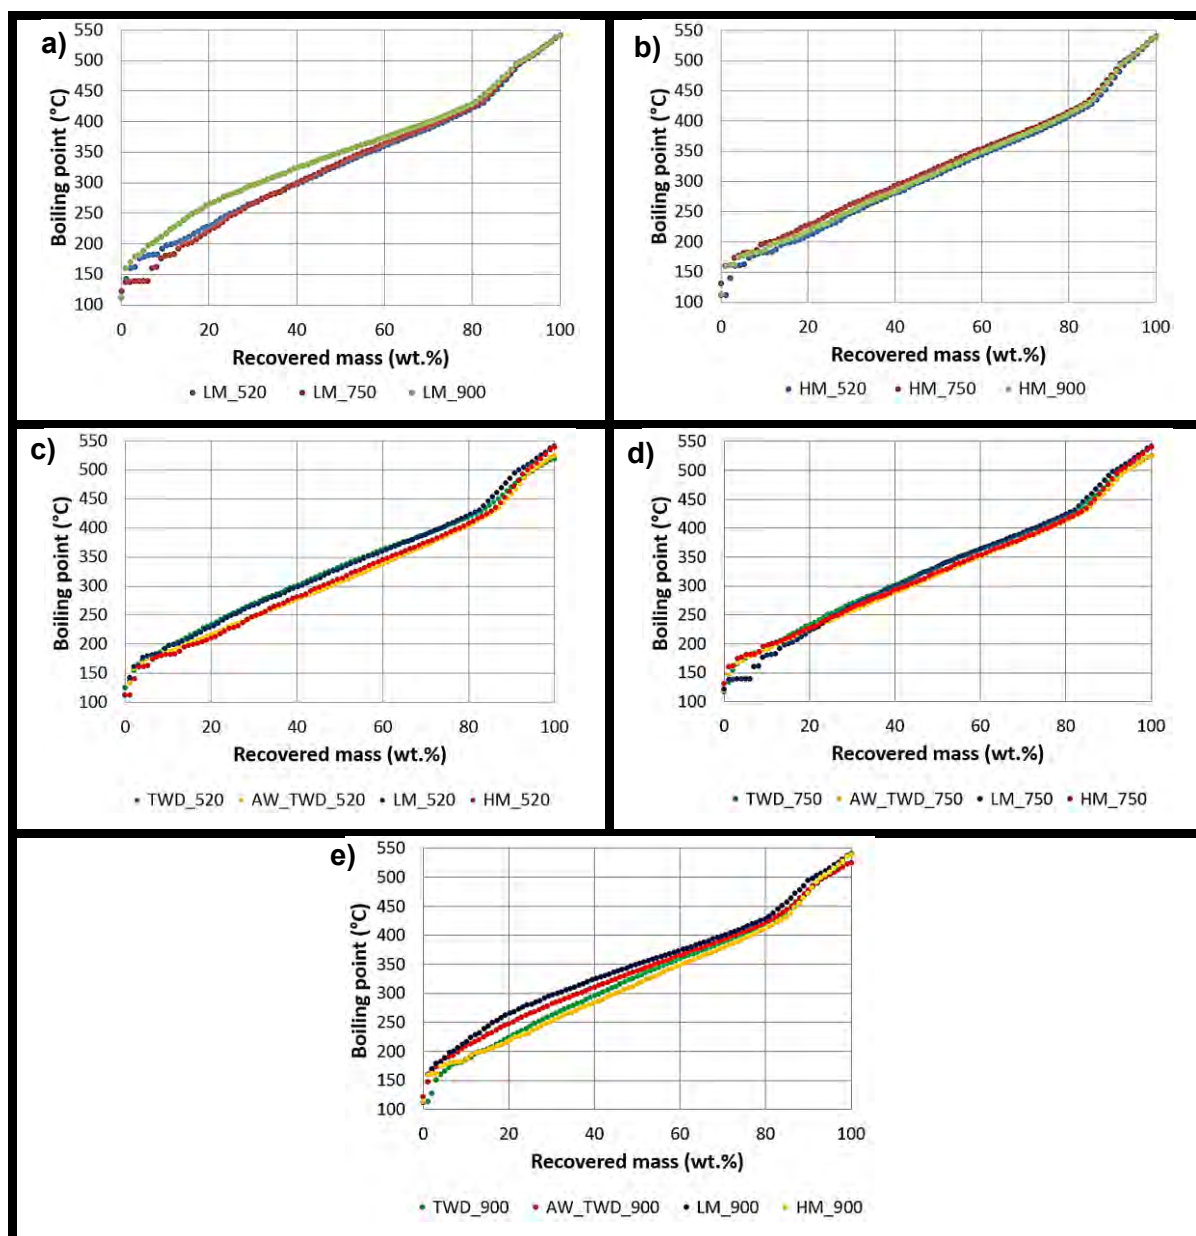 a)
550
500
450
400
350
300
250
200
150
100
Boiling point (°C)
0 20 40 60 80 100
Recovered mass (wt.%)
LM_520 LM_750 LM_900
b)
550
500
450
400
350
300
250
200
150
100
Boiling point (°C)
0 20 40 60 80 100
Recovered mass (wt.%)
HM_520 HM_750 HM_900
c)
550
500
450
400
350
300
250
200
150
100
Boiling point (°C)
0 20 40 60 80 100
Recovered mass (wt.%)
TWD_520 AW_TWD_520 LM_520 HM_520
d)
550
500
450
400
350
300
250
200
150
100
Boiling point (°C)
0 20 40 60 80 100
Recovered mass (wt.%)
TWD_750 AW_TWD_750 LM_750 HM_750
e)
550
500
450
400
350
300
250
200
150
100
Boiling point (°C)
0 20 40 60 80 100
Recovered mass (wt.%)
TWD_900 AW_TWD_900 LM_900 HM_900